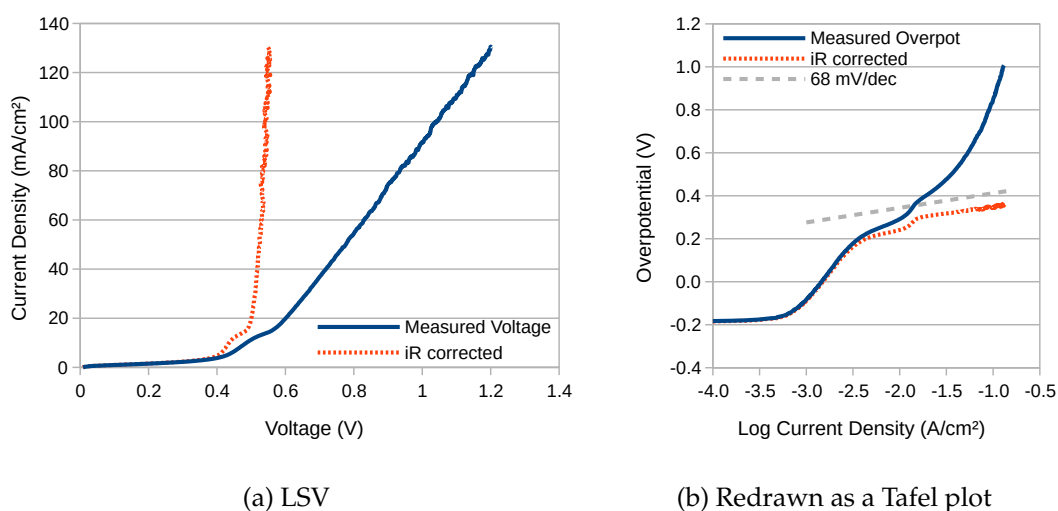 140
120
100
80
60
40
20
0
Current Density (mA/cm²)
Measured Voltage
iR corrected
0 0.2 0.4 0.6 0.8 1 1.2 1.4
Voltage (V)
(a) LSV
1.2
1.0
0.8
0.6
0.4
0.2
0.0
-0.2
-0.4
Overpotential (V)
Measured Overpot
iR corrected
68 mV/dec
-4.0 -3.5 -3.0 -2.5 -2.0 -1.5 -1.0 -0.5
Log Current Density (A/cm²)
(b) Redrawn as a Tafel plot